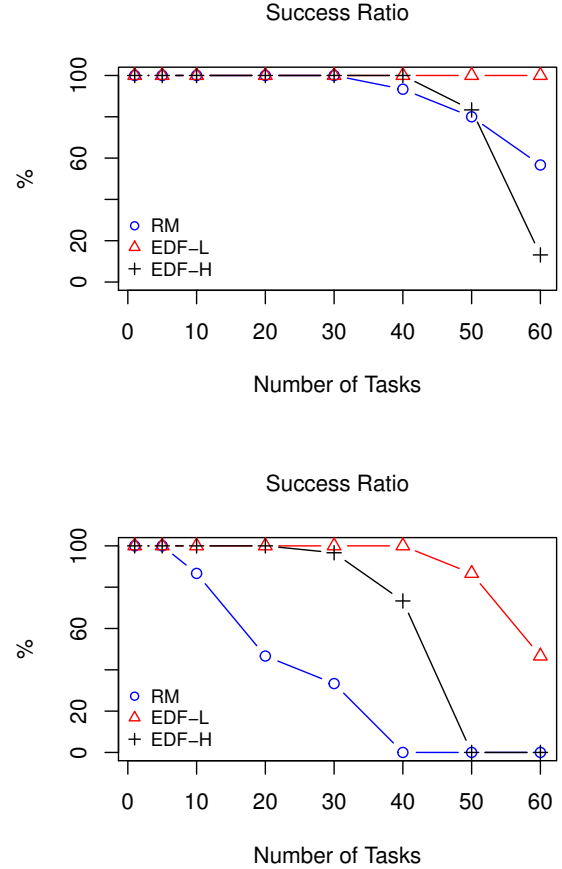 Success Ratio
100
60
20
0
%
RM
EDF−L
EDF−H
0 10 20 30 40 50 60
Number of Tasks
Success Ratio
100
60
20
0
%
RM
EDF−L
EDF−H
0 10 20 30 40 50 60
Number of Tasks